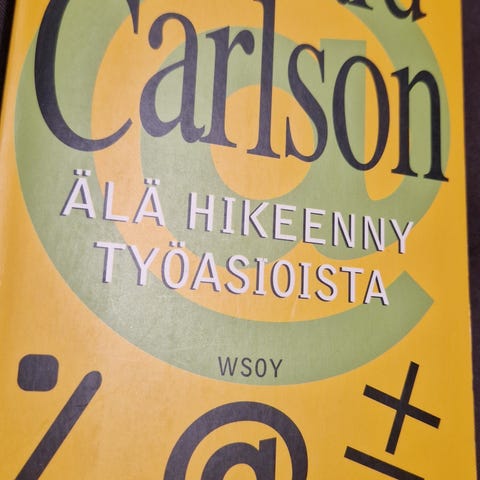 Carlson
ÄLÄ HIKEENNY
TYÖASIOISTA
WSOY
%
@
±